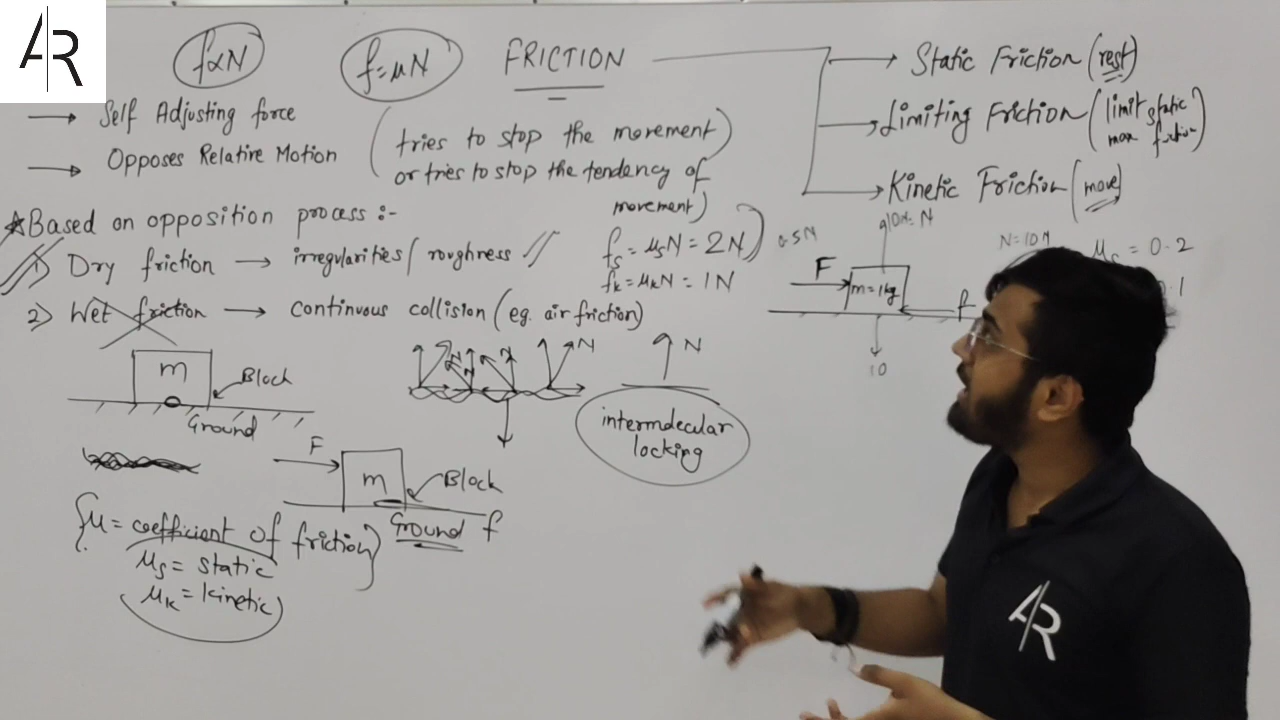 AR
f∝N
f=μN
FRICTION
→ Static Friction (rest)
→ Self Adjusting force
→ Limiting Friction (limit static
max friction)
→ Opposes Relative Motion
(tries to stop the movement
or tries to stop the tendency of
movement)
→ Kinetic Friction (move)
★Based on opposition process :-
1) Dry friction → irregularities/roughness //
2) Wet friction → continuous collision (eg. air friction)
fs = μsN = 2N
fk = μkN = 1N
0.5N
N=10N
μs = 0.2
F
m=1kg
f
10
m
Block
Ground
N
N
intermdecular
locking
F
m
Block
Ground f
{μ = coefficient of friction}
μs = static
μk = kinetic
AR